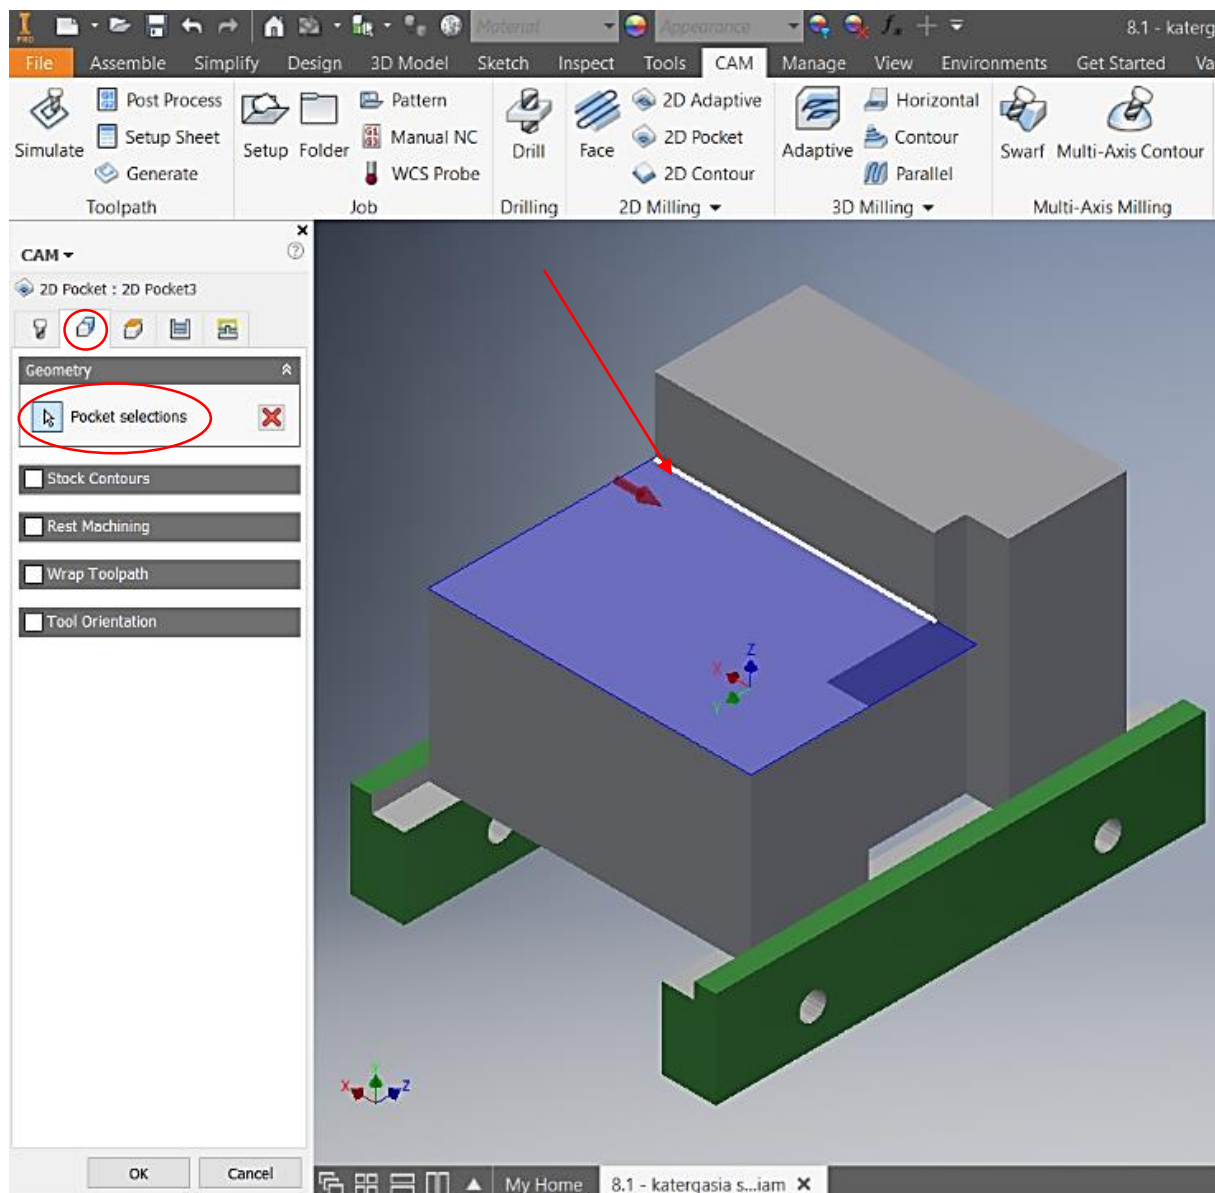 PRO Material Appearance 8.1 - katerg
File Assemble Simplify Design 3D Model Sketch Inspect Tools CAM Manage View Environments Get Started Va
Post Process Pattern 2D Adaptive Horizontal
Setup Sheet Manual NC 2D Pocket Contour
Simulate Setup Folder Drill Face Adaptive Swarf Multi-Axis Contour
Generate WCS Probe 2D Contour Parallel
Toolpath Job Drilling 2D Milling 3D Milling Multi-Axis Milling
CAM
2D Pocket : 2D Pocket3
Geometry
Pocket selections
Stock Contours
Rest Machining
Wrap Toolpath
Tool Orientation
Z
X
Y
Y
X Z
OK Cancel
My Home 8.1 - katergasia s...iam